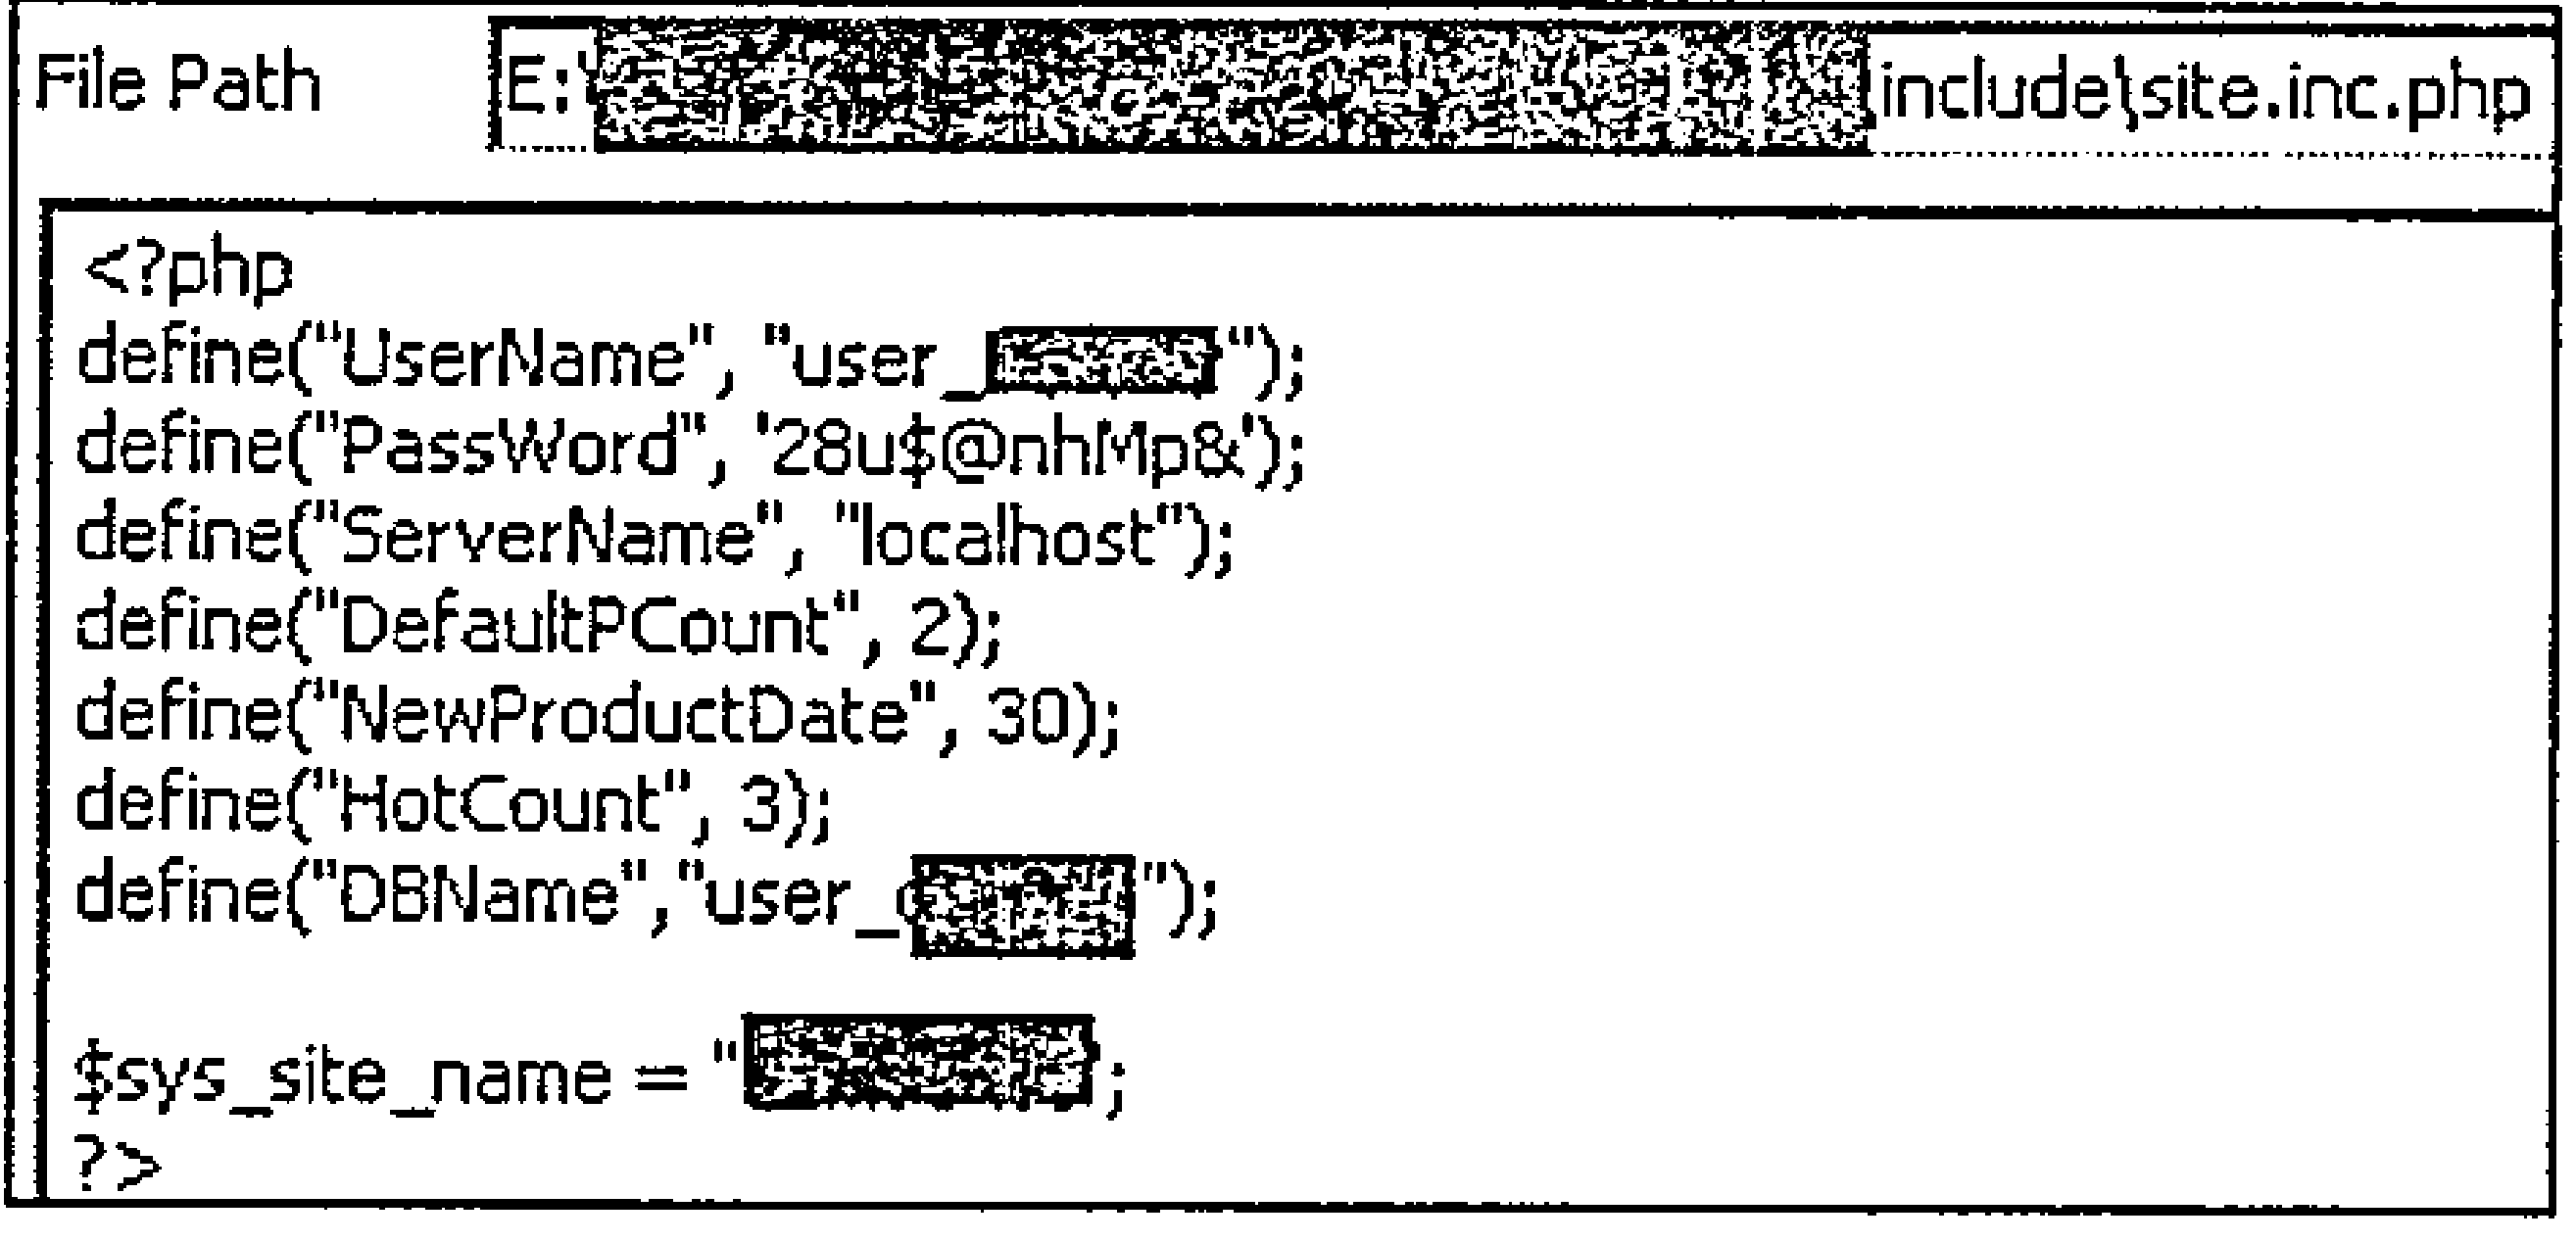 File Path E:\ include\site.inc.php
<?php
define("UserName", "user_ ");
define("PassWord", '28u$@nhMp&');
define("ServerName", "localhost");
define("DefaultPCount", 2);
define("NewProductDate", 30);
define("HotCount", 3);
define("DBName","user_ ");
$sys_site_name = " ;
?>